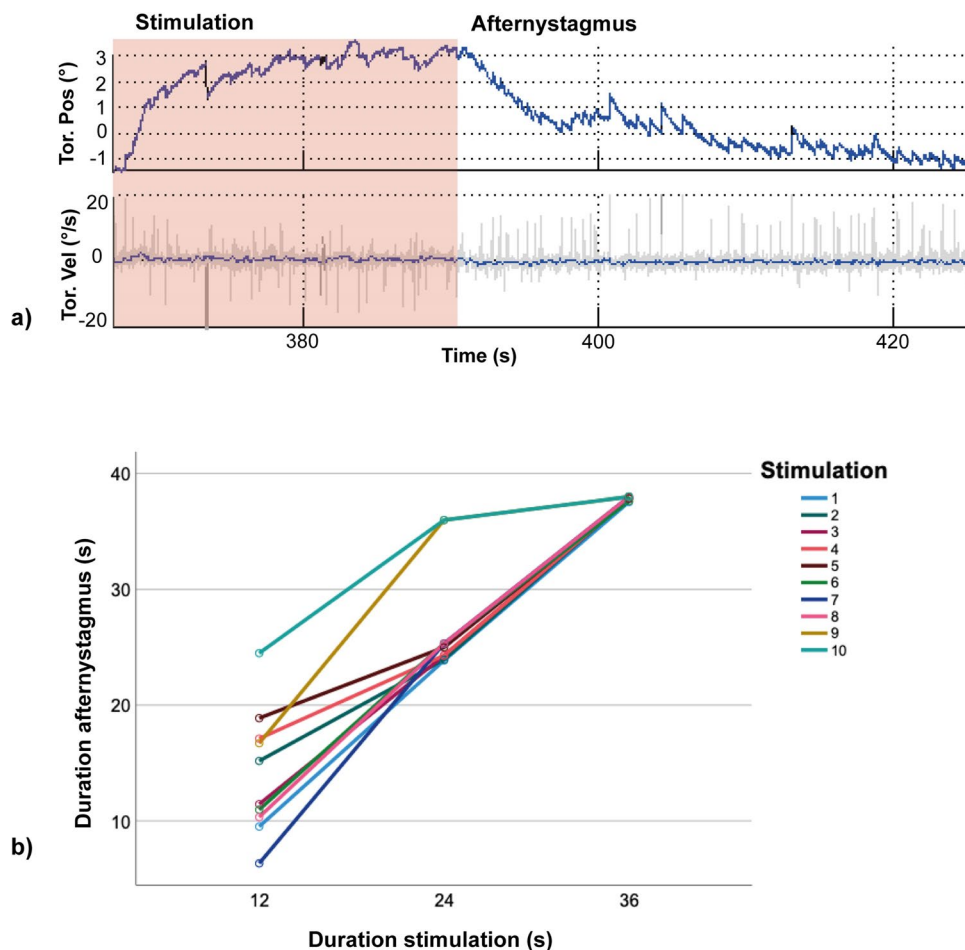 Stimulation Afternystagmus
Tor. Pos (°)
3
2
1
0
-1
Tor. Vel (°/s)
20
0
-20
a)
380 400 420
Time (s)
Duration afternystagmus (s)
40
30
20
10
Stimulation
1
2
3
4
5
6
7
8
9
10
b)
12 24 36
Duration stimulation (s)